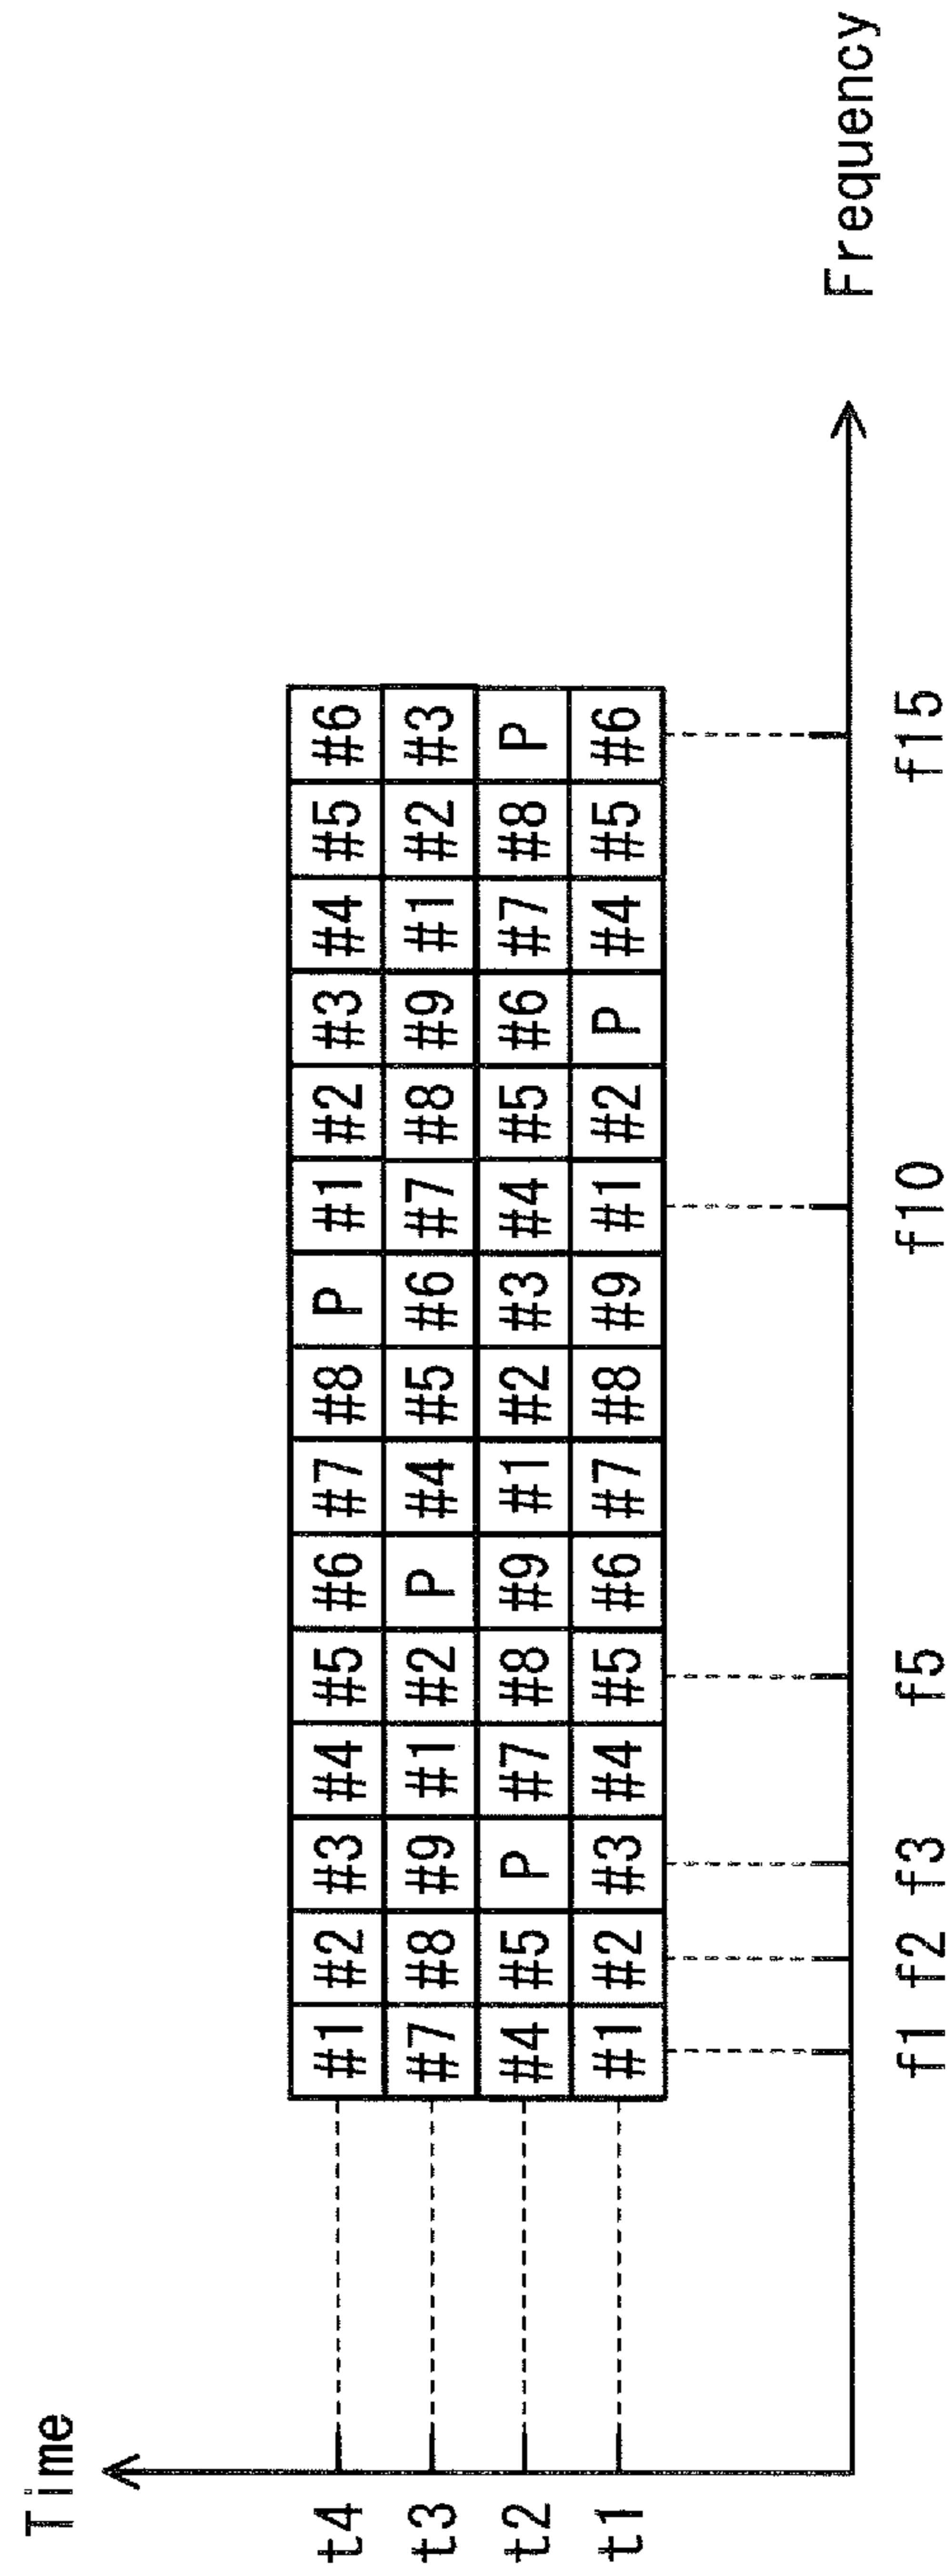 Time
t4 #1 #2 #3 #4 #5 #6 #7 #8 P #1 #2 #3 #4 #5 #6
t3 #7 #8 #9 #1 #2 P #4 #5 #6 #7 #8 #9 #1 #2 #3
t2 #4 #5 P #7 #8 #9 #1 #2 #3 #4 #5 #6 #7 #8 P
t1 #1 #2 #3 #4 #5 #6 #7 #8 #9 #1 #2 P #4 #5 #6
f1 f2 f3 f5 f10 f15
Frequency